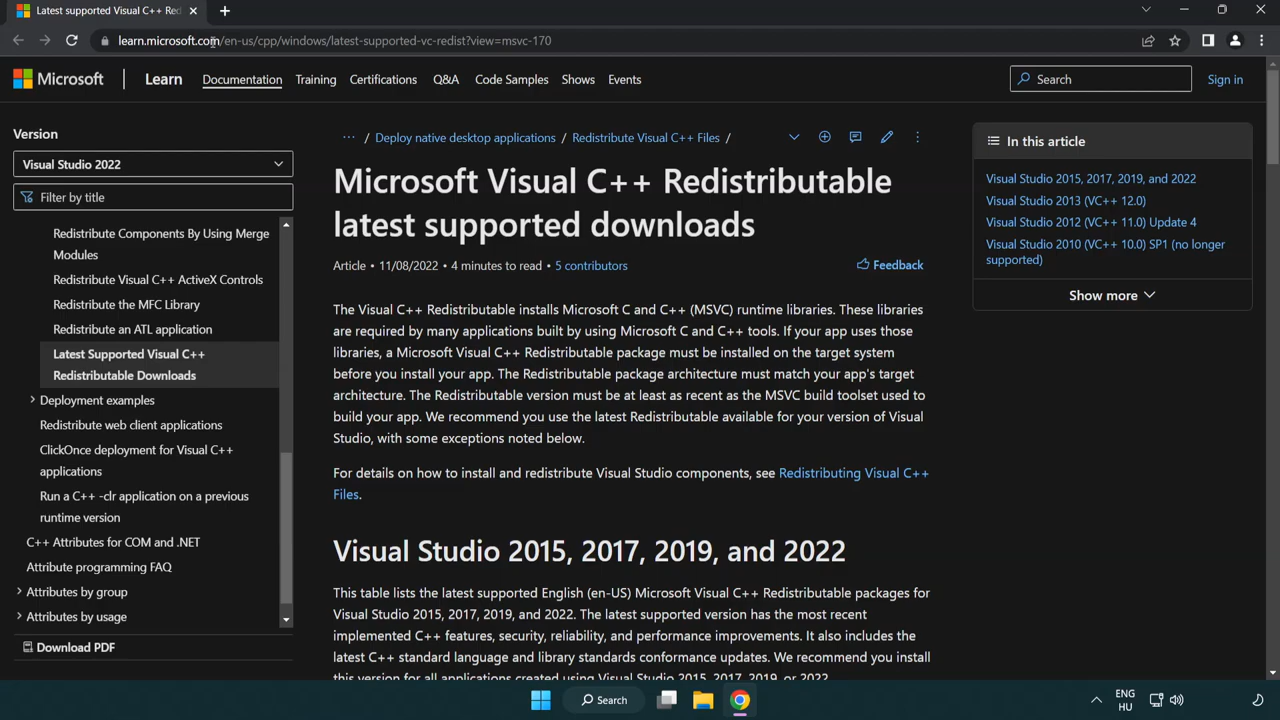 Latest supported Visual C++ Red
learn.microsoft.com/en-us/cpp/windows/latest-supported-vc-redist?view=msvc-170
Microsoft
Learn
Documentation
Training
Certifications
Q&A
Code Samples
Shows
Events
Search
Sign in
Version
Visual Studio 2022
Filter by title
Redistribute Components By Using Merge
Modules
Redistribute Visual C++ ActiveX Controls
Redistribute the MFC Library
Redistribute an ATL application
Latest Supported Visual C++
Redistributable Downloads
Deployment examples
Redistribute web client applications
ClickOnce deployment for Visual C++
applications
Run a C++ -clr application on a previous
runtime version
C++ Attributes for COM and .NET
Attribute programming FAQ
Attributes by group
Attributes by usage
Download PDF
··· / Deploy native desktop applications / Redistribute Visual C++ Files /
Microsoft Visual C++ Redistributable
latest supported downloads
Article • 11/08/2022 • 4 minutes to read • 5 contributors
Feedback
The Visual C++ Redistributable installs Microsoft C and C++ (MSVC) runtime libraries. These libraries
are required by many applications built by using Microsoft C and C++ tools. If your app uses those
libraries, a Microsoft Visual C++ Redistributable package must be installed on the target system
before you install your app. The Redistributable package architecture must match your app's target
architecture. The Redistributable version must be at least as recent as the MSVC build toolset used to
build your app. We recommend you use the latest Redistributable available for your version of Visual
Studio, with some exceptions noted below.
For details on how to install and redistribute Visual Studio components, see Redistributing Visual C++
Files.
Visual Studio 2015, 2017, 2019, and 2022
This table lists the latest supported English (en-US) Microsoft Visual C++ Redistributable packages for
Visual Studio 2015, 2017, 2019, and 2022. The latest supported version has the most recent
implemented C++ features, security, reliability, and performance improvements. It also includes the
latest C++ standard language and library standards conformance updates. We recommend you install
this version for all applications created using Visual Studio 2015, 2017, 2019, or 2022.
In this article
Visual Studio 2015, 2017, 2019, and 2022
Visual Studio 2013 (VC++ 12.0)
Visual Studio 2012 (VC++ 11.0) Update 4
Visual Studio 2010 (VC++ 10.0) SP1 (no longer
supported)
Show more
Search
ENG
HU